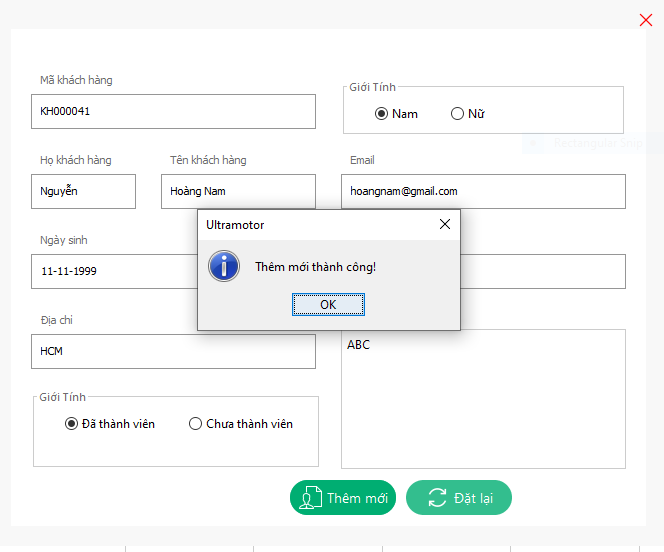 Mã khách hàng
KH000041
Giới Tính
Nam
Nữ
Họ khách hàng
Tên khách hàng
Email
Nguyễn
Hoàng Nam
hoangnam@gmail.com
Rectangular Snip
Ultramotor
Thêm mới thành công!
OK
Ngày sinh
11-11-1999
Địa chỉ
HCM
ABC
Giới Tính
Đã thành viên
Chưa thành viên
Thêm mới
Đặt lại